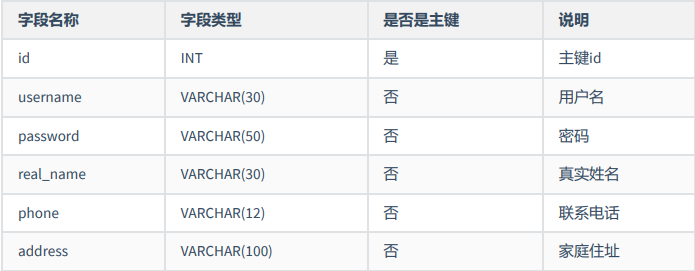 字段名称 字段类型 是否是主键 说明
id INT 是 主键id
username VARCHAR(30) 否 用户名
password VARCHAR(50) 否 密码
real_name VARCHAR(30) 否 真实姓名
phone VARCHAR(12) 否 联系电话
address VARCHAR(100) 否 家庭住址